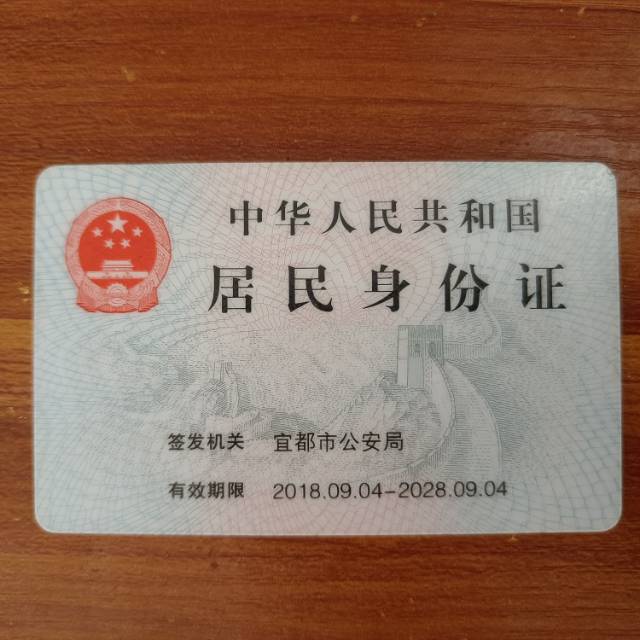 中华人民共和国
居民身份证
签发机关 宜都市公安局
有效期限 2018.09.04-2028.09.04